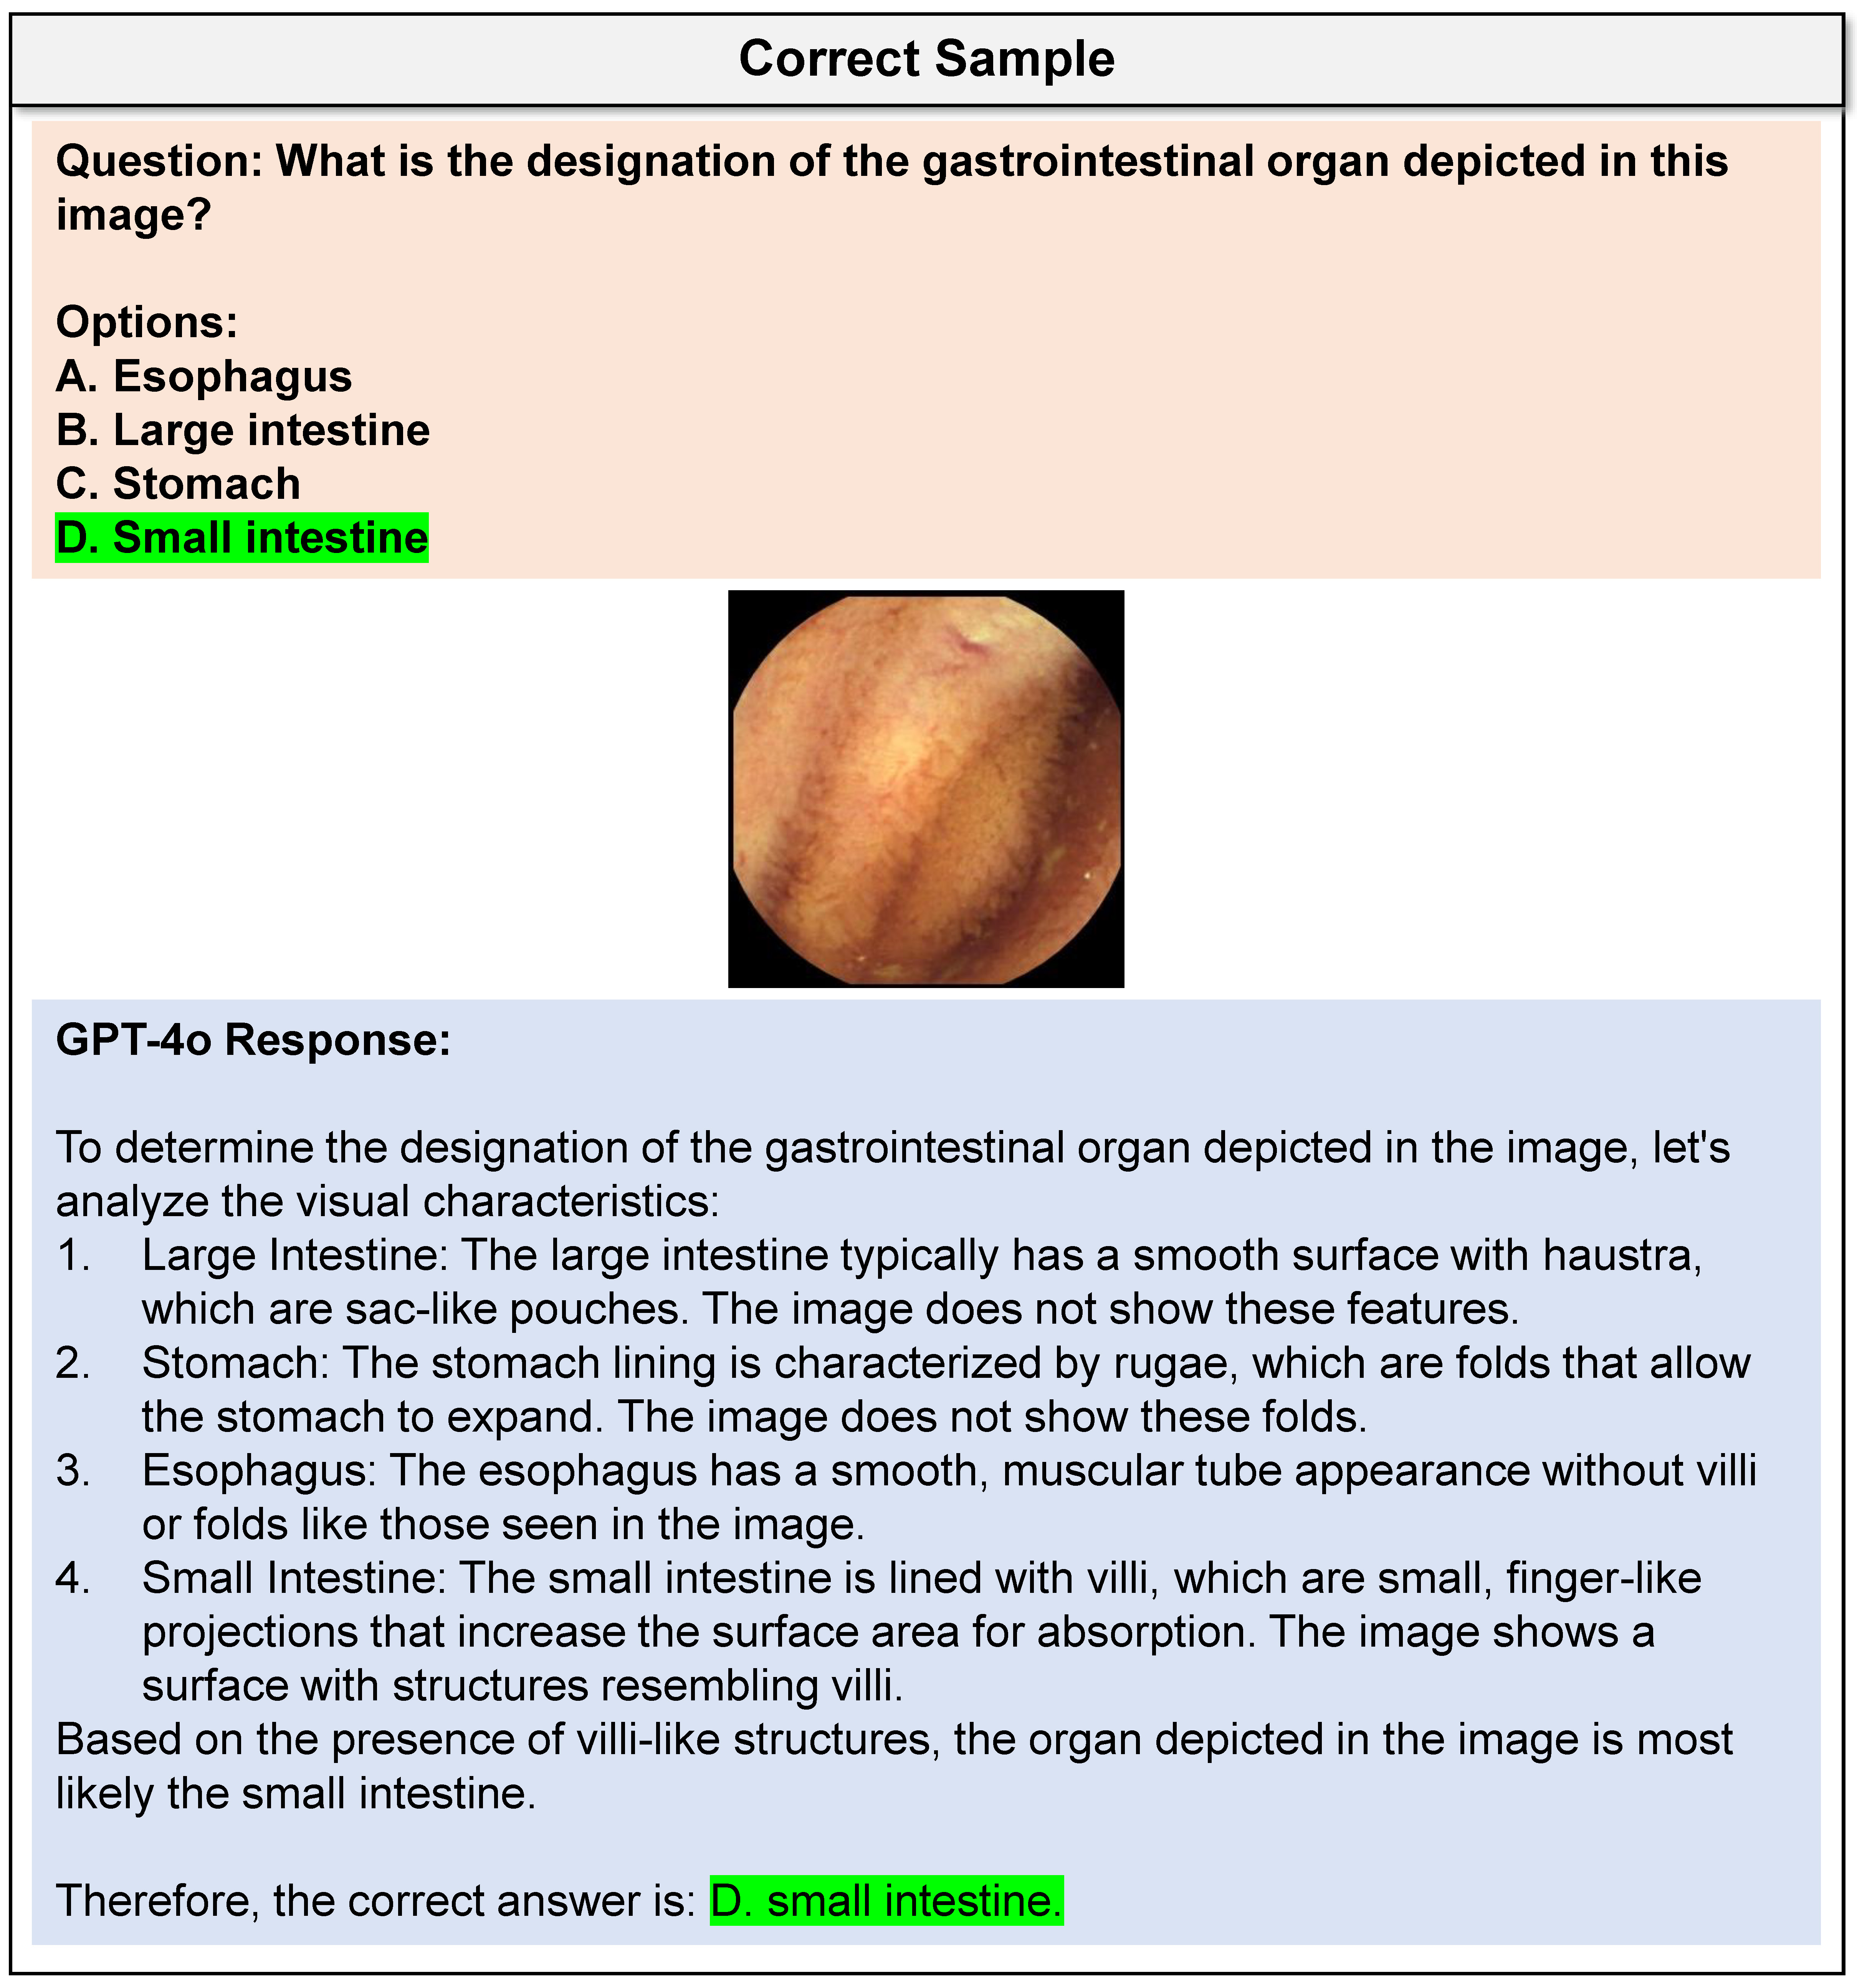 Correct Sample
Question: What is the designation of the gastrointestinal organ depicted in this
image?
Options:
A. Esophagus
B. Large intestine
C. Stomach
D. Small intestine
GPT-4o Response:
To determine the designation of the gastrointestinal organ depicted in the image, let's
analyze the visual characteristics:
1. Large Intestine: The large intestine typically has a smooth surface with haustra,
which are sac-like pouches. The image does not show these features.
2. Stomach: The stomach lining is characterized by rugae, which are folds that allow
the stomach to expand. The image does not show these folds.
3. Esophagus: The esophagus has a smooth, muscular tube appearance without villi
or folds like those seen in the image.
4. Small Intestine: The small intestine is lined with villi, which are small, finger-like
projections that increase the surface area for absorption. The image shows a
surface with structures resembling villi.
Based on the presence of villi-like structures, the organ depicted in the image is most
likely the small intestine.
Therefore, the correct answer is: D. small intestine.